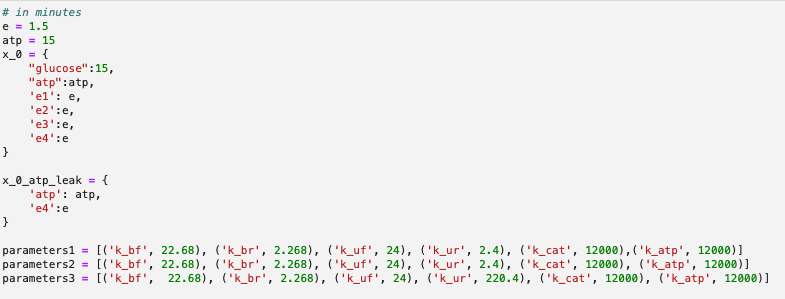 # in minutes
e = 1.5
atp = 15
x_0 = {
    "glucose":15,
    "atp":atp,
    'e1': e,
    'e2':e,
    'e3':e,
    'e4':e
}

x_0_atp_leak = {
    'atp': atp,
    'e4':e
}

parameters1 = [('k_bf', 22.68), ('k_br', 2.268), ('k_uf', 24), ('k_ur', 2.4), ('k_cat', 12000),('k_atp', 12000)]
parameters2 = [('k_bf', 22.68), ('k_br', 2.268), ('k_uf', 24), ('k_ur', 2.4), ('k_cat', 12000), ('k_atp', 12000)]
parameters3 = [('k_bf',  22.68), ('k_br', 2.268), ('k_uf', 24), ('k_ur', 220.4), ('k_cat', 12000), ('k_atp', 12000)]